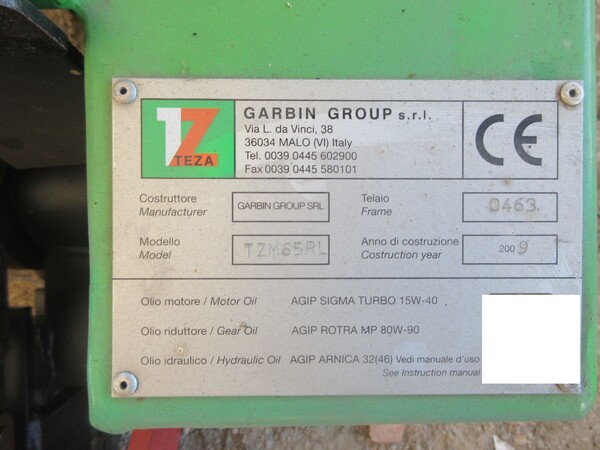 1Z
TEZA
GARBIN GROUP s.r.l.
Via L. da Vinci, 38
36034 MALO (VI) Italy
Tel. 0039 0445 602900
Fax 0039 0445 580101
CE
Costruttore
Manufacturer
GARBIN GROUP SRL
Telaio
Frame
0463
Modello
Model
TZM65RL
Anno di costruzione
Costruction year
2009
Olio motore / Motor Oil AGIP SIGMA TURBO 15W-40
Olio riduttore / Gear Oil AGIP ROTRA MP 80W-90
Olio idraulico / Hydraulic Oil AGIP ARNICA 32(46) Vedi manuale d'uso
See Instruction manual